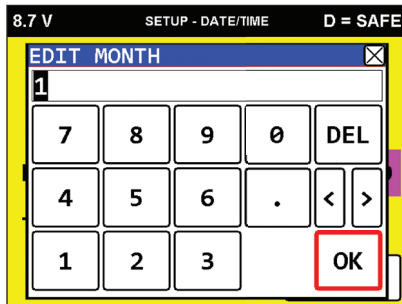 8.7 V SETUP - DATE/TIME D = SAFE
EDIT MONTH
1
7 8 9 0 DEL
4 5 6 . < >
1 2 3 OK